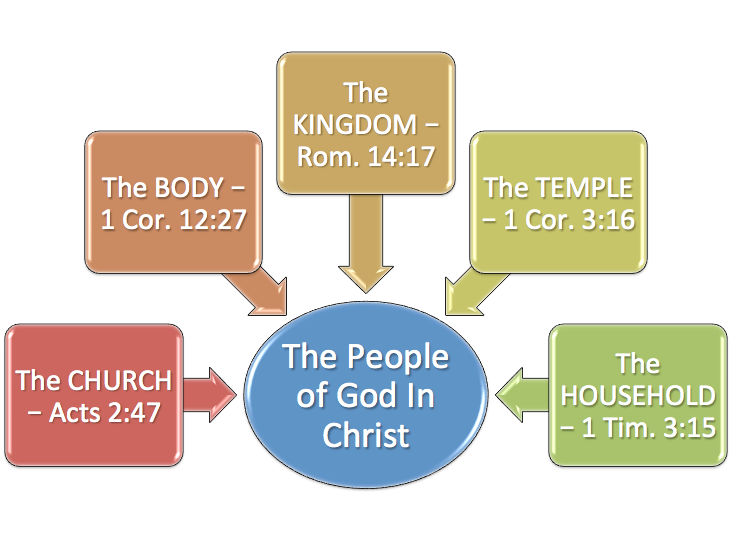 The
KINGDOM –
Rom. 14:17
The BODY –
1 Cor. 12:27
The TEMPLE
– 1 Cor. 3:16
The CHURCH
– Acts 2:47
The People
of God In
Christ
The
HOUSEHOLD
– 1 Tim. 3:15